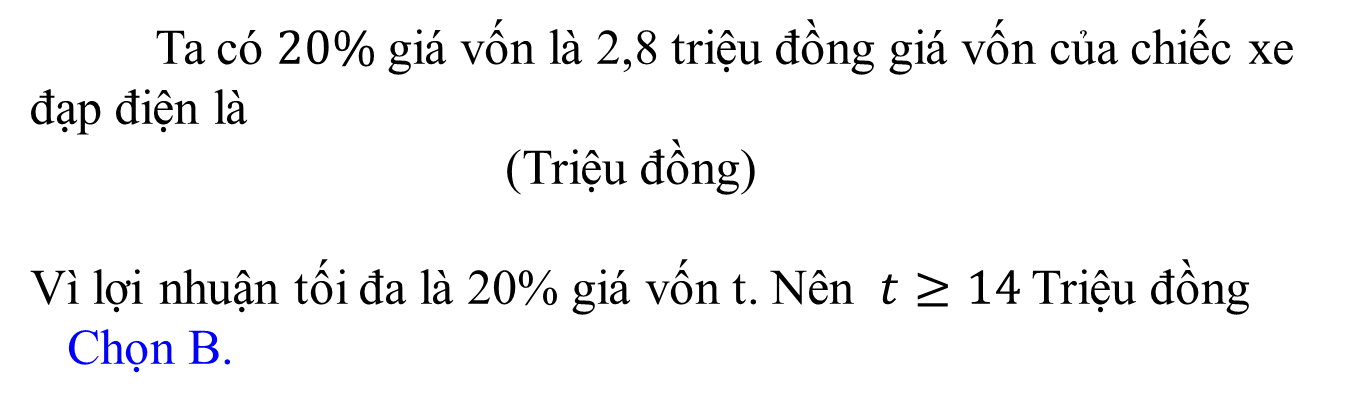 Ta có 20% giá vốn là 2,8 triệu đồng giá vốn của chiếc xe
đạp điện là
(Triệu đồng)
Vì lợi nhuận tối đa là 20% giá vốn t. Nên t ≥ 14 Triệu đồng
Chọn B.